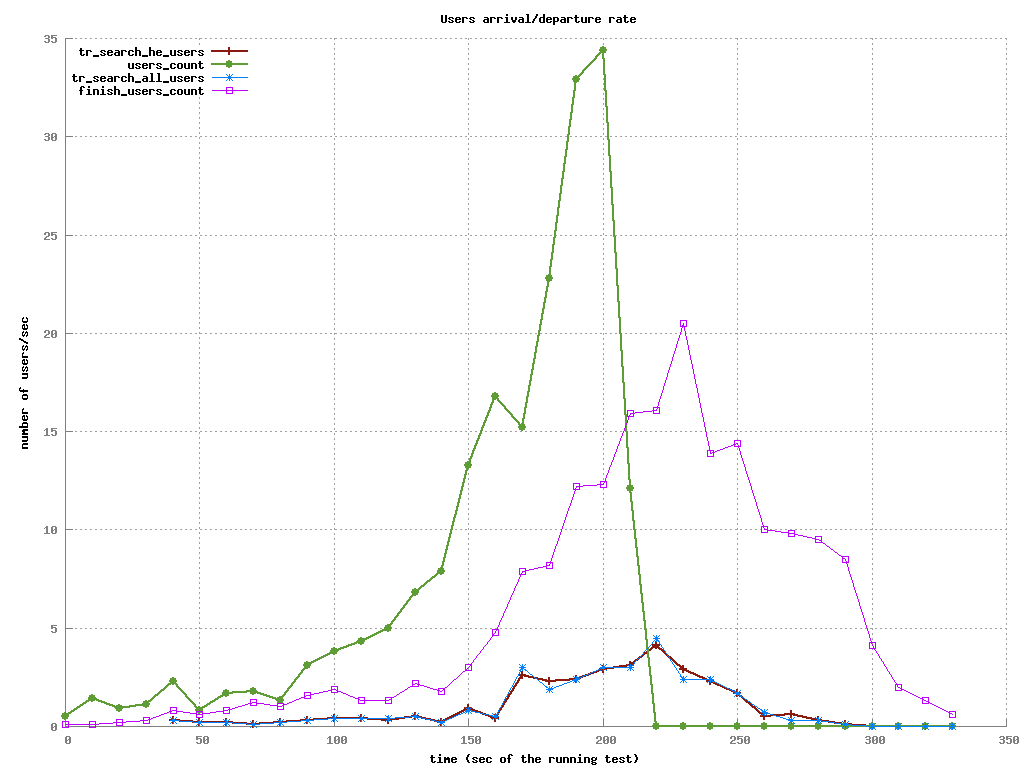 Users arrival/departure rate
tr_search_he_users
users_count
tr_search_all_users
finish_users_count
35
30
25
20
15
10
5
0
number of users/sec
0 50 100 150 200 250 300 350
time (sec of the running test)